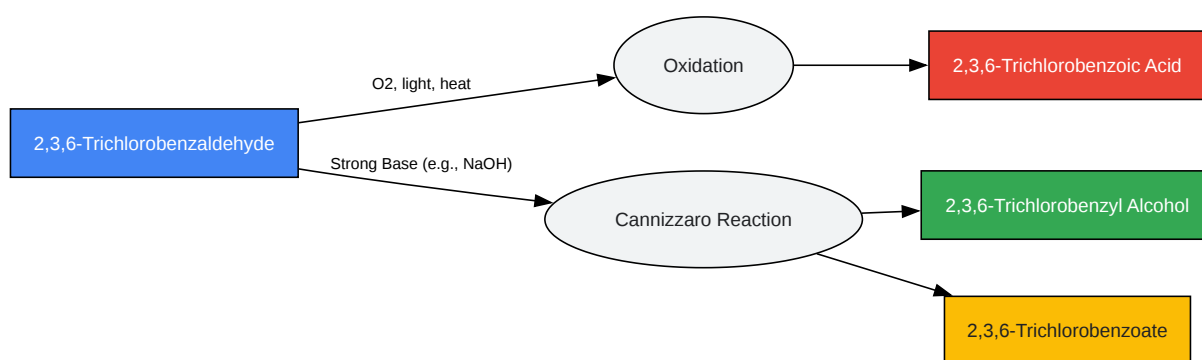 O2, light, heat
Oxidation
2,3,6-Trichlorobenzoic Acid
2,3,6-Trichlorobenzaldehyde
Strong Base (e.g., NaOH)
Cannizzaro Reaction
2,3,6-Trichlorobenzyl Alcohol
2,3,6-Trichlorobenzoate